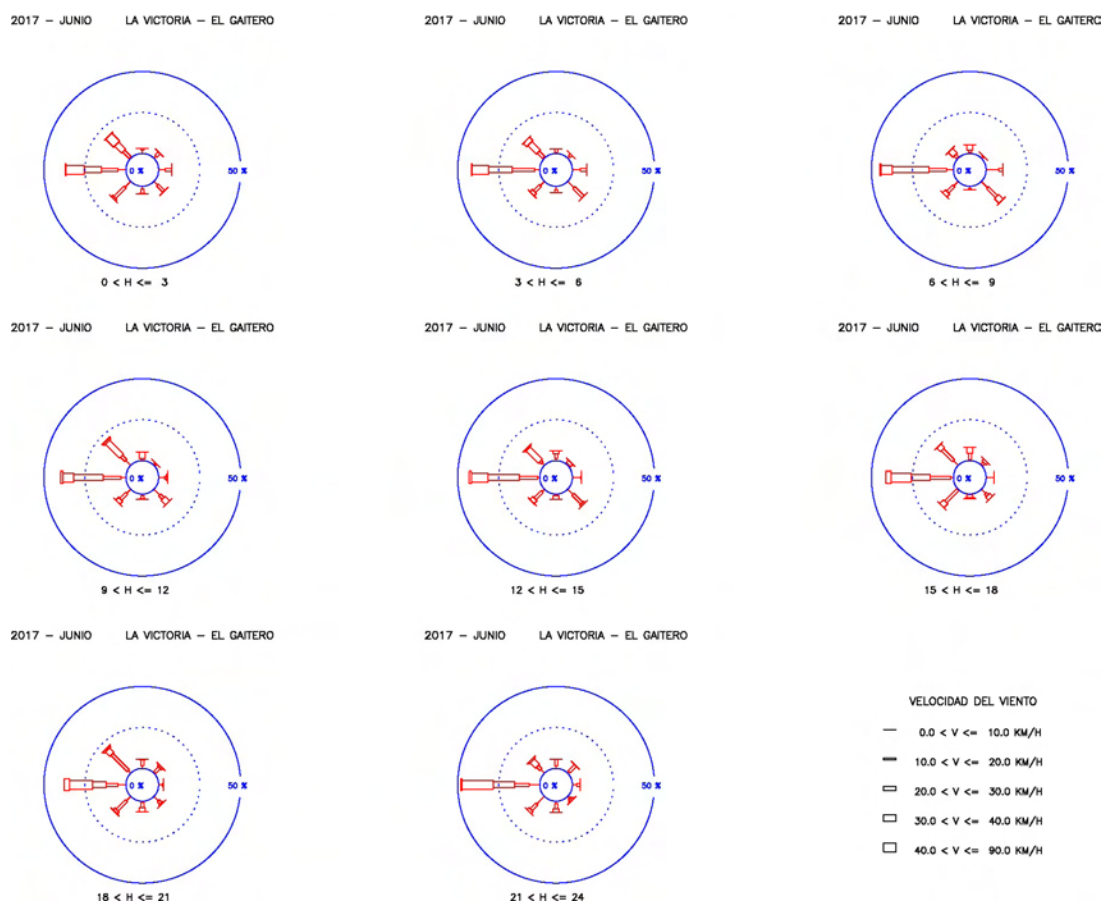 2017 - JUNIO LA VICTORIA - EL GAITERO
2017 - JUNIO LA VICTORIA - EL GAITERO
2017 - JUNIO LA VICTORIA - EL GAITERC
0 %
50 %
0 %
50 %
0 %
50 %
0 < H <= 3
3 < H <= 6
6 < H <= 9
2017 - JUNIO LA VICTORIA - EL GAITERO
2017 - JUNIO LA VICTORIA - EL GAITERO
2017 - JUNIO LA VICTORIA - EL GAITERC
0 %
50 %
0 %
50 %
0 %
50 %
9 < H <= 12
12 < H <= 15
15 < H <= 18
2017 - JUNIO LA VICTORIA - EL GAITERO
2017 - JUNIO LA VICTORIA - EL GAITERO
0 %
50 %
0 %
50 %
18 < H <= 21
21 < H <= 24
VELOCIDAD DEL VIENTO
0.0 < V <= 10.0 KM/H
10.0 < V <= 20.0 KM/H
20.0 < V <= 30.0 KM/H
30.0 < V <= 40.0 KM/H
40.0 < V <= 90.0 KM/H